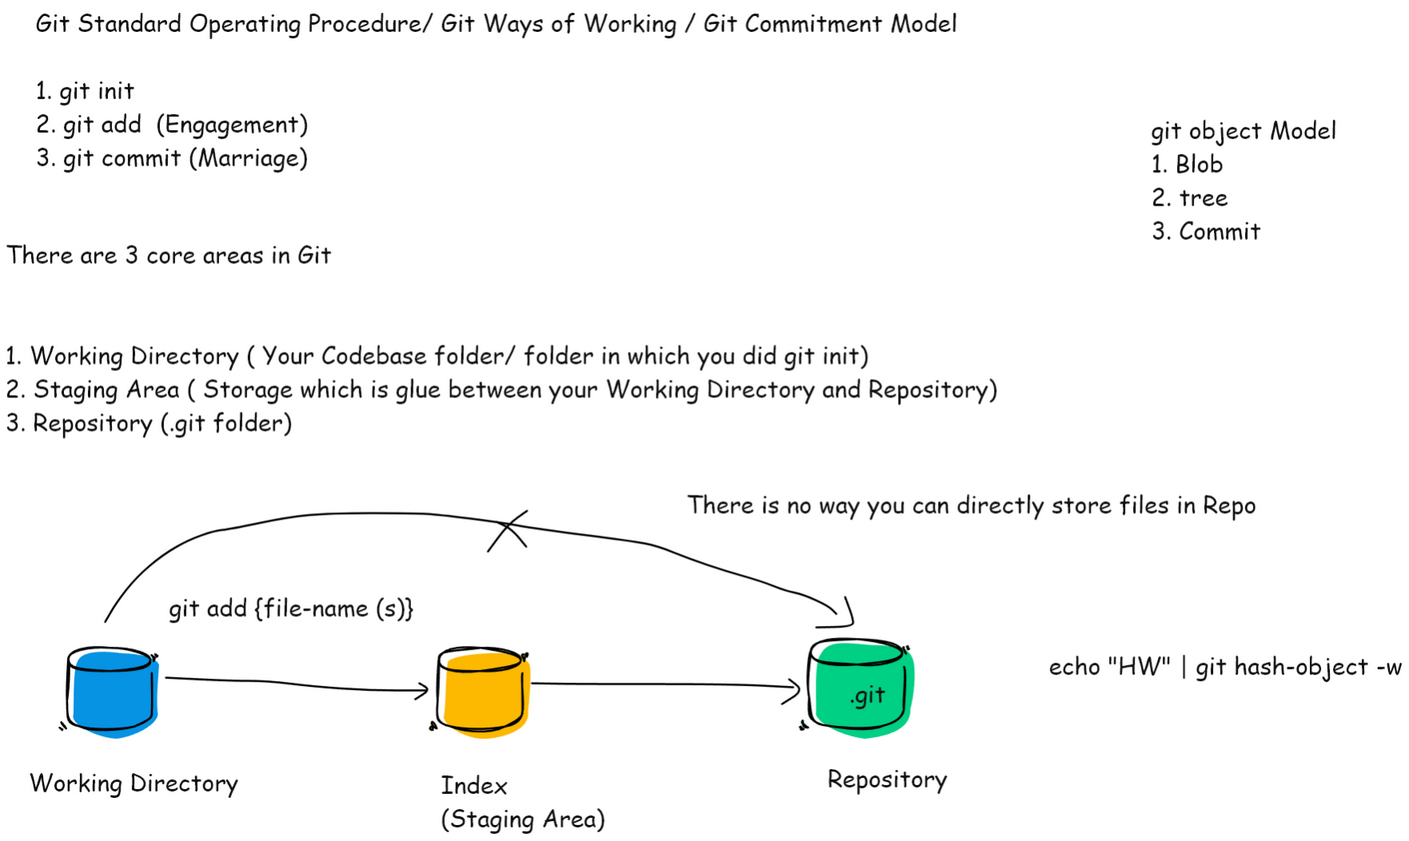 Git Standard Operating Procedure/ Git Ways of Working / Git Commitment Model
1. git init
2. git add  (Engagement)
3. git commit (Marriage)
git object Model
1. Blob
2. tree
3. Commit
There are 3 core areas in Git
1. Working Directory ( Your Codebase folder/ folder in which you did git init)
2. Staging Area ( Storage which is glue between your Working Directory and Repository)
3. Repository (.git folder)
There is no way you can directly store files in Repo
git add {file-name (s)}
echo "HW" | git hash-object -w
.git
Working Directory
Index
(Staging Area)
Repository